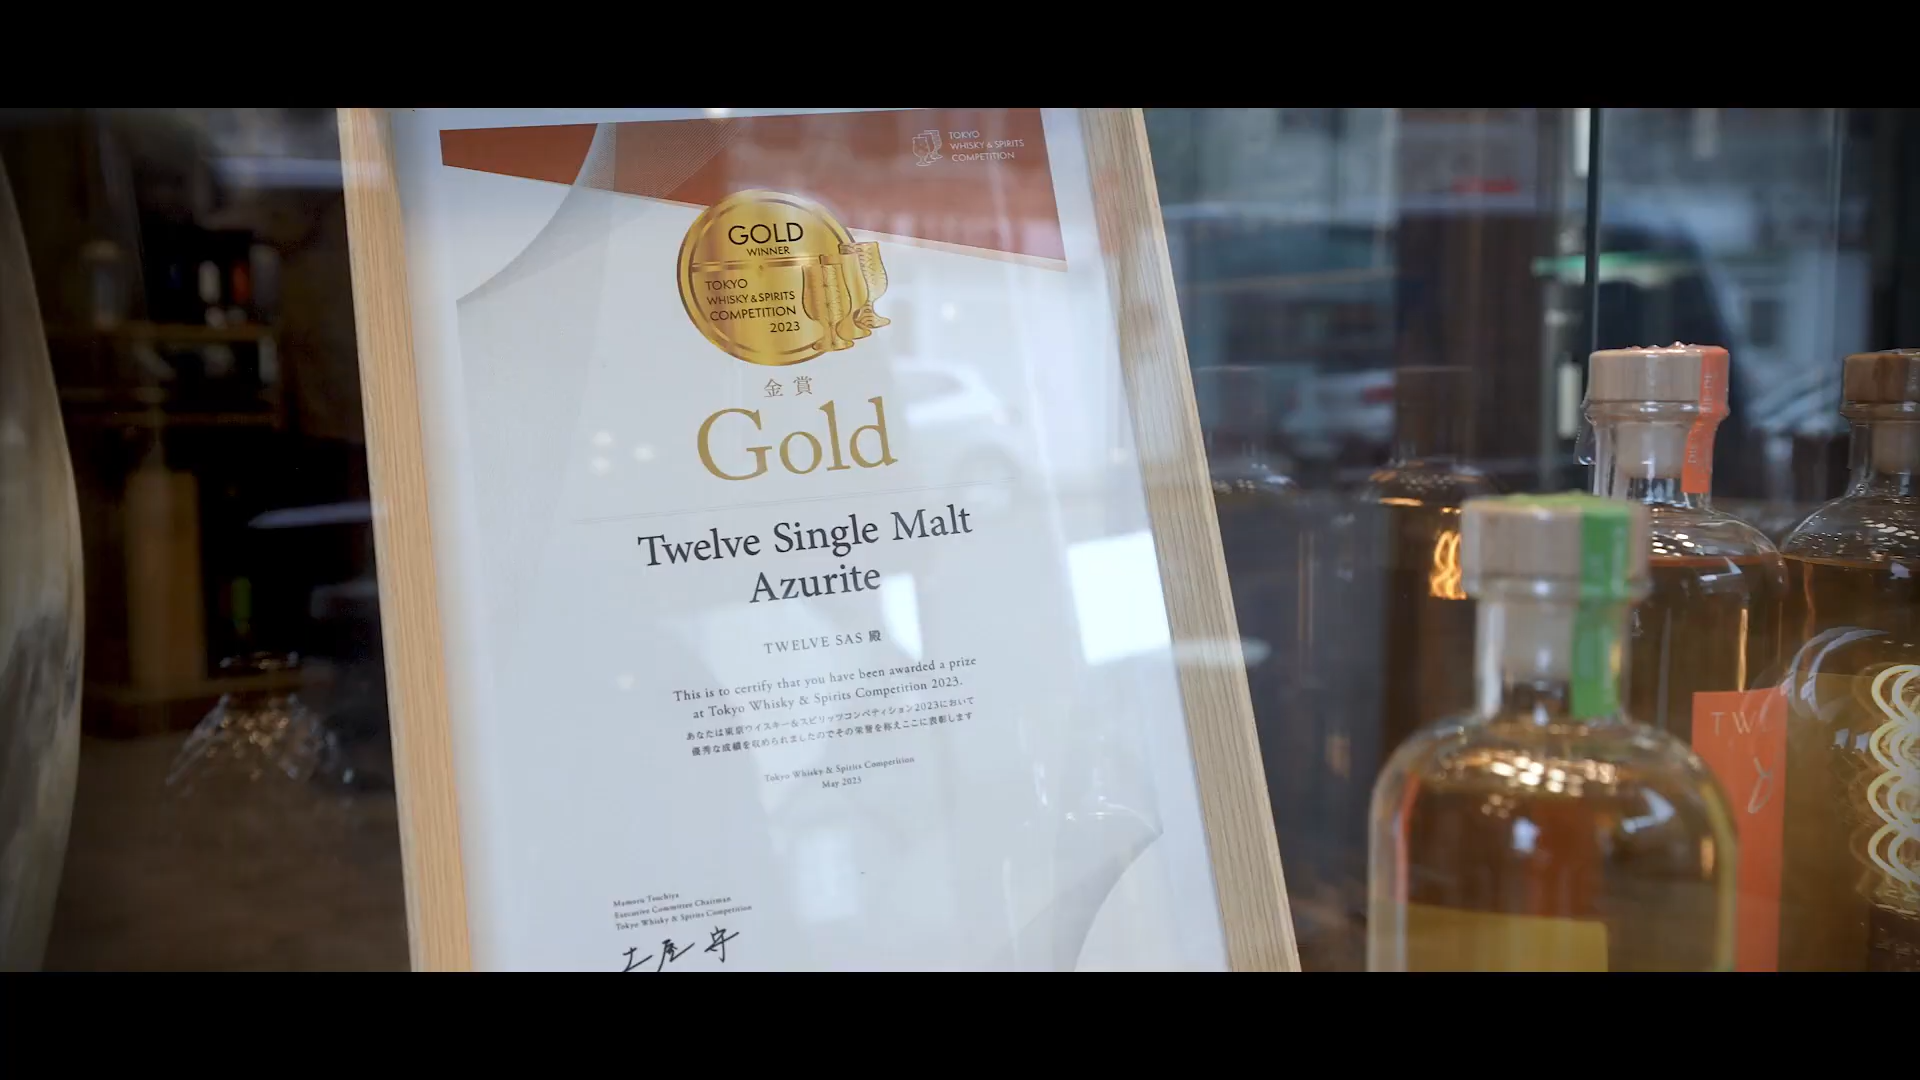 TOKYO
WHISKY & SPIRITS
COMPETITION
GOLD
WINNER
TOKYO
WHISKY & SPIRITS
COMPETITION
2023
金賞
Gold
Twelve Single Malt
Azurite
TWELVE SAS 殿
This is to certify that you have been awarded a prize
at Tokyo Whisky & Spirits Competition 2023.
あなたは東京ウイスキー&スピリッツコンペティション2023において
優秀な成績を収められましたのでその栄誉を称えここに表彰します
Tokyo Whisky & Spirits Competition
May 2023
Mamoru Tsuchiya
Executive Committee Chairman
Tokyo Whisky & Spirits Competition
土屋 守